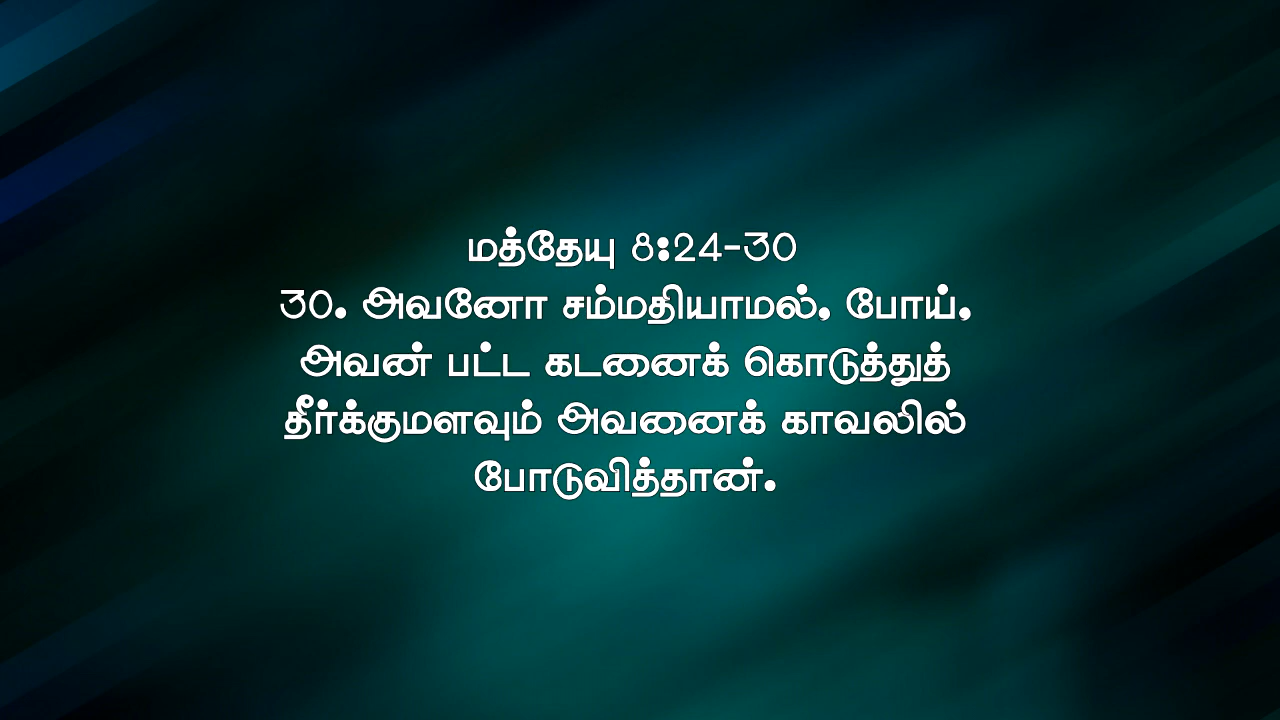 மத்தேயு 8:24-30
30. அவனோ சம்மதியாமல், போய்,
அவன் பட்ட கடனைக் கொடுத்துத்
தீர்க்குமளவும் அவனைக் காவலில்
போடுவித்தான்.